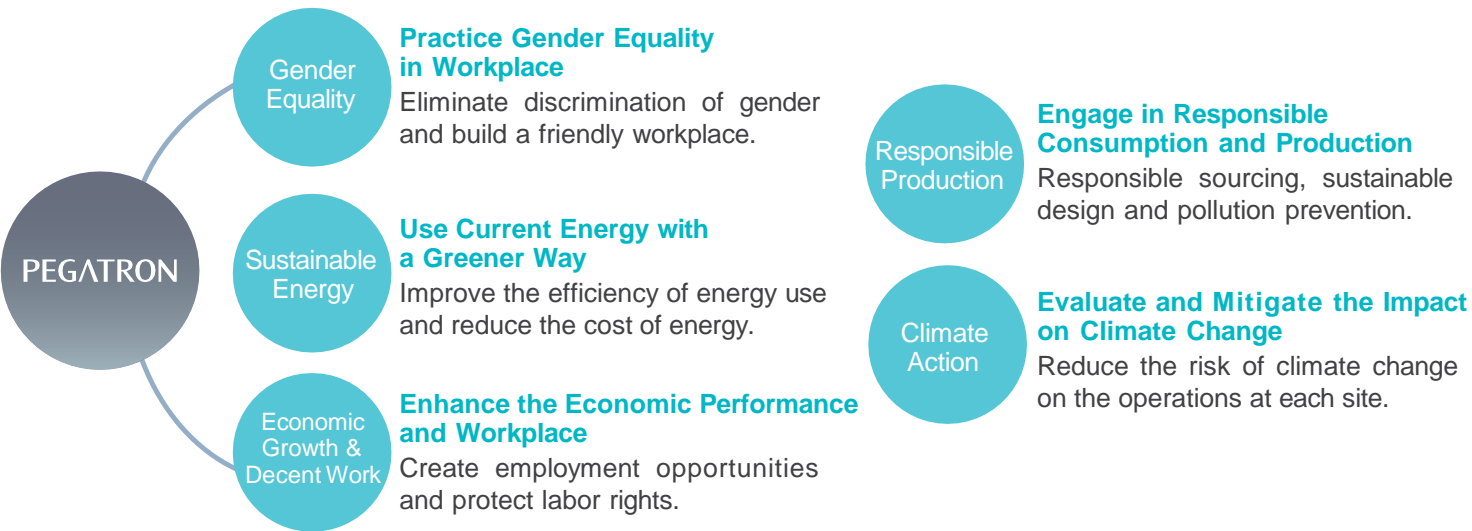 PEGATRON
Gender
Equality
Practice Gender Equality
in Workplace
Eliminate discrimination of gender
and build a friendly workplace.
Sustainable
Energy
Use Current Energy with
a Greener Way
Improve the efficiency of energy use
and reduce the cost of energy.
Economic
Growth &
Decent Work
Enhance the Economic Performance
and Workplace
Create employment opportunities
and protect labor rights.
Responsible
Production
Engage in Responsible
Consumption and Production
Responsible sourcing, sustainable
design and pollution prevention.
Climate
Action
Evaluate and Mitigate the Impact
on Climate Change
Reduce the risk of climate change
on the operations at each site.